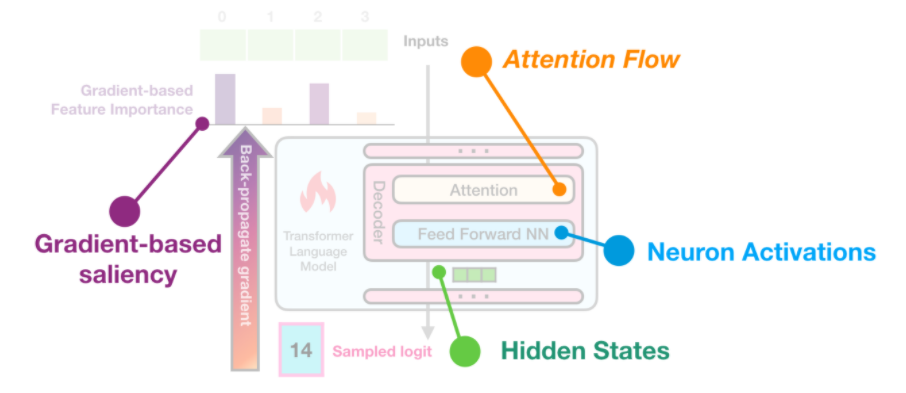 0 1 2 3
Inputs
Attention Flow
Gradient-based
Feature Importance
Back-propagate gradient
. . .
Decoder
Attention
Feed Forward NN
Transformer
Language
Model
Gradient-based
saliency
Neuron Activations
. . .
14
Sampled logit
Hidden States